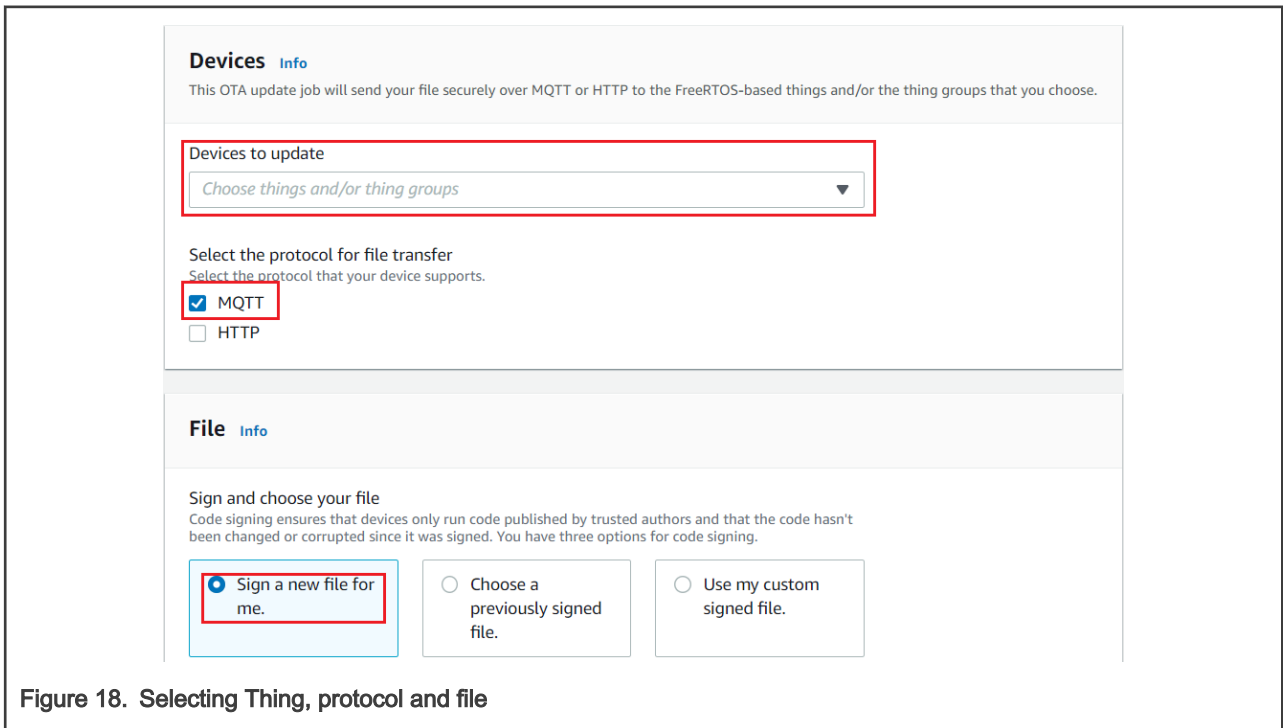 Devices Info
This OTA update job will send your file securely over MQTT or HTTP to the FreeRTOS-based things and/or the thing groups that you choose.
Devices to update
Choose things and/or thing groups
Select the protocol for file transfer
Select the protocol that your device supports.
MQTT
HTTP
File Info
Sign and choose your file
Code signing ensures that devices only run code published by trusted authors and that the code hasn't
been changed or corrupted since it was signed. You have three options for code signing.
Sign a new file for
me.
Choose a
previously signed
file.
Use my custom
signed file.
Figure 18. Selecting Thing, protocol and file